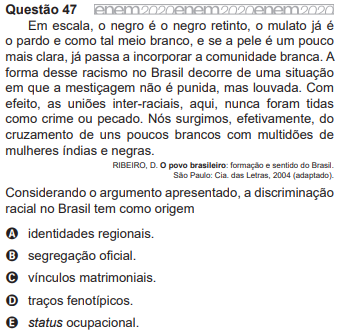 Questão 47 enem2020enem2020enem2020
Em escala, o negro é o negro retinto, o mulato já é
o pardo e como tal meio branco, e se a pele é um pouco
mais clara, já passa a incorporar a comunidade branca. A
forma desse racismo no Brasil decorre de uma situação
em que a mestiçagem não é punida, mas louvada. Com
efeito, as uniões inter-raciais, aqui, nunca foram tidas
como crime ou pecado. Nós surgimos, efetivamente, do
cruzamento de uns poucos brancos com multidões de
mulheres índias e negras.
RIBEIRO, D. O povo brasileiro: formação e sentido do Brasil.
São Paulo: Cia. das Letras, 2004 (adaptado).
Considerando o argumento apresentado, a discriminação
racial no Brasil tem como origem
A identidades regionais.
B segregação oficial.
C vínculos matrimoniais.
D traços fenotípicos.
E status ocupacional.